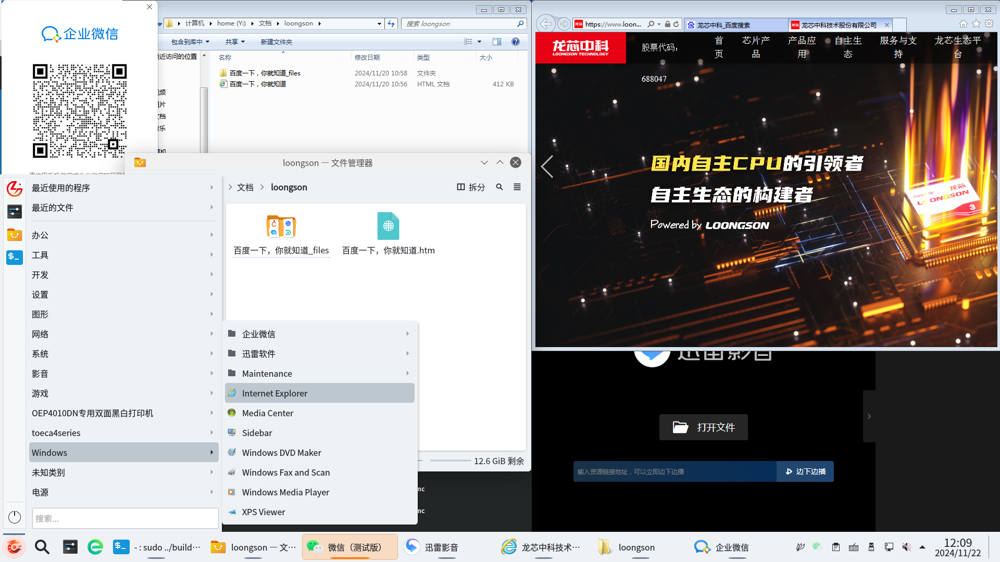 企业微信
计算机
home (Y:)
文档
loongson
搜索 loongson
包含到库中
共享
新建文件夹
最近访问的位置
名称
修改日期
类型
大小
百度一下，你就知道_files
2024/11/20 10:58
文件夹
百度一下，你就知道
2024/11/20 10:56
HTML 文档
412 KB
https://www.loon...
龙芯中科_百度搜索
龙芯中科技术股份有限公司
龙芯中科
LOONGSON TECHNOLOGY
股票代码：
688047
首页
芯片产品
产品应用
自主生态
服务与支持
龙芯生态平台
国内自主CPU的引领者
自主生态的构建者
Powered by LOONGSON
龙芯
LOONGSON
3
loongson — 文件管理器
文档
loongson
拆分
百度一下，你就知道_files
百度一下，你就知道.htm
12.6 GiB 剩余
最近使用的程序
最近的文件
办公
工具
开发
设置
图形
网络
系统
影音
游戏
OEP4010DN专用双面黑白打印机
toeca4series
Windows
未知类别
电源
搜索...
企业微信
迅雷软件
Maintenance
Internet Explorer
Media Center
Sidebar
Windows DVD Maker
Windows Fax and Scan
Windows Media Player
XPS Viewer
nc
nc
迅雷影音
打开文件
输入资源链接地址，可以立即边下边播
边下边播
- : sudo ../build...
loongson — 文...
微信（测试版）
迅雷影音
龙芯中科技术...
loongson
企业微信
12:09
2024/11/22